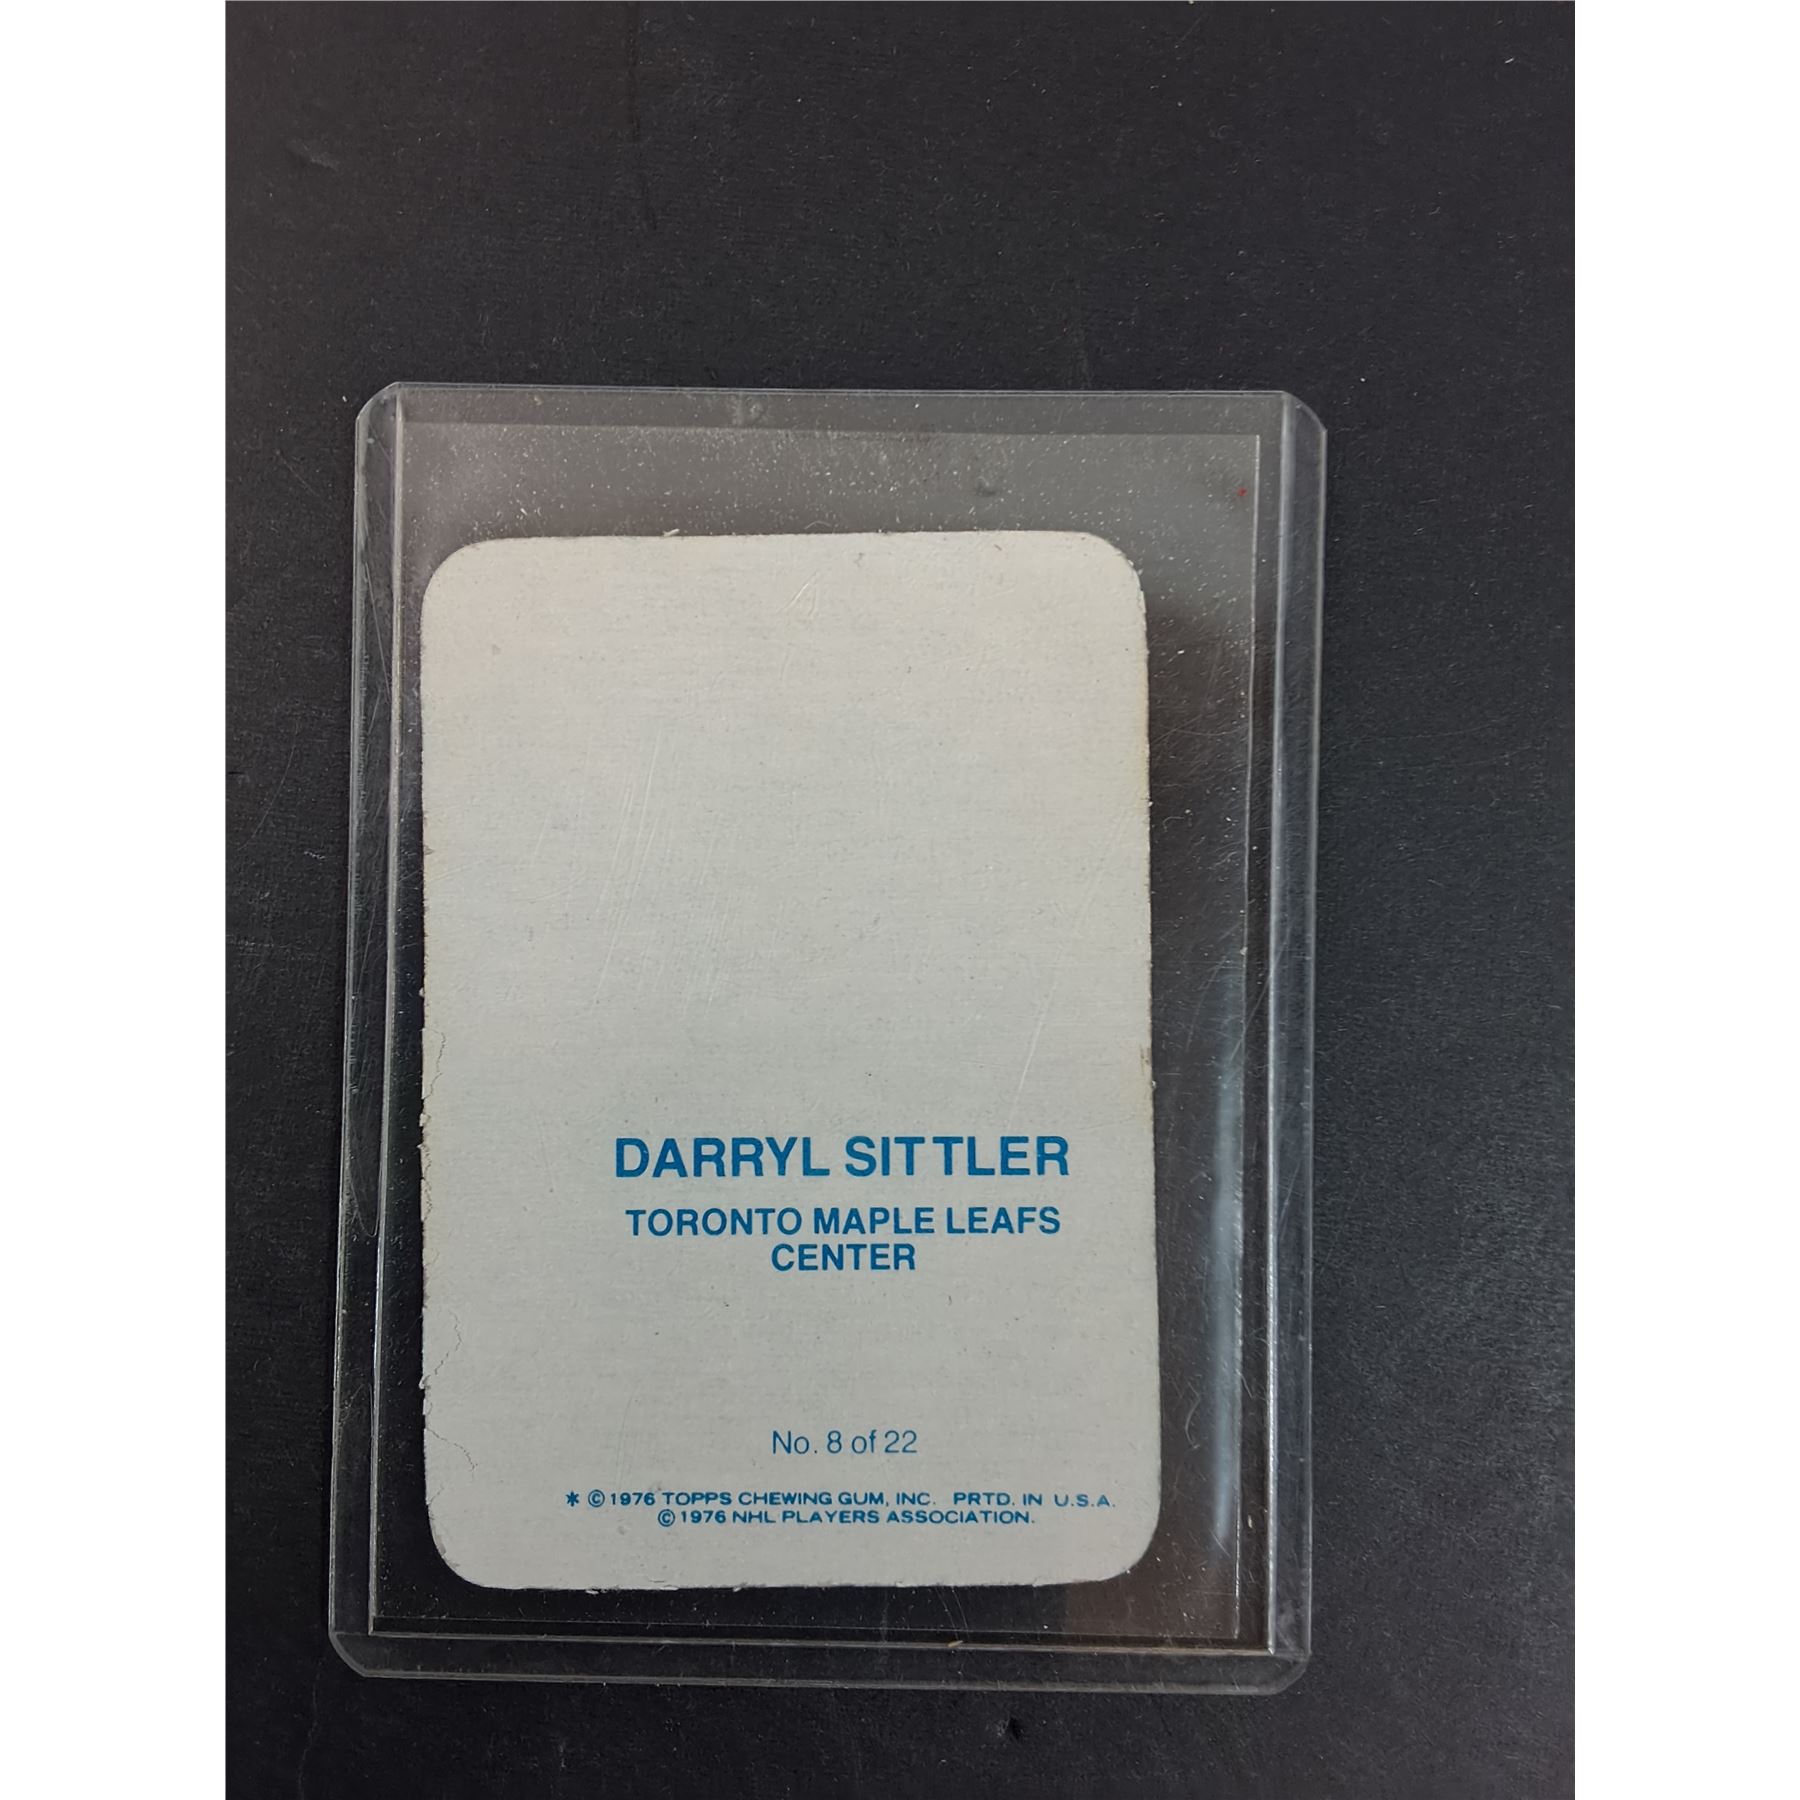 DARRYL SITTLER
TORONTO MAPLE LEAFS
CENTER
No. 8 of 22
* © 1976 TOPPS CHEWING GUM, INC. PRTD. IN U.S.A.
© 1976 NHL PLAYERS ASSOCIATION.